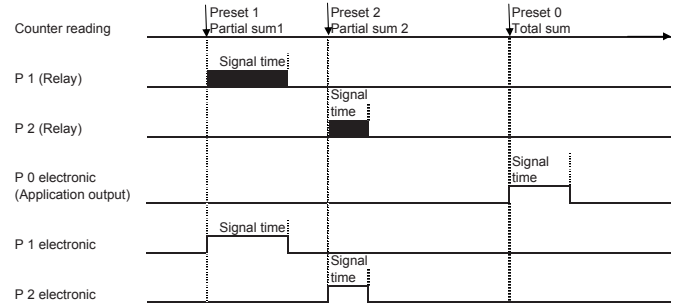 Preset 1 Preset 2 Preset 0
Counter reading Partial sum1 Partial sum 2 Total sum
Signal time
P 1 (Relay)
Signal
time
P 2 (Relay)
Signal
P 0 electronic time
(Application output)
Signal time
P 1 electronic
Signal
time
P 2 electronic